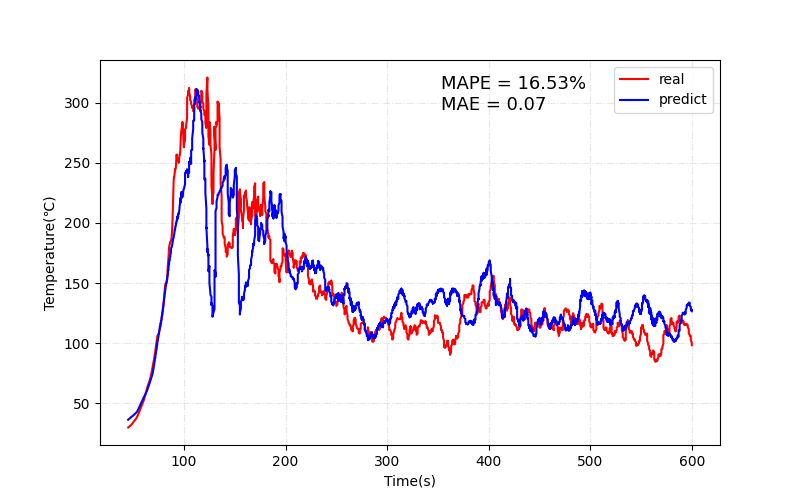 MAPE = 16.53%
MAE = 0.07
real
predict
Temperature(℃)
300
250
200
150
100
50
100 200 300 400 500 600
Time(s)